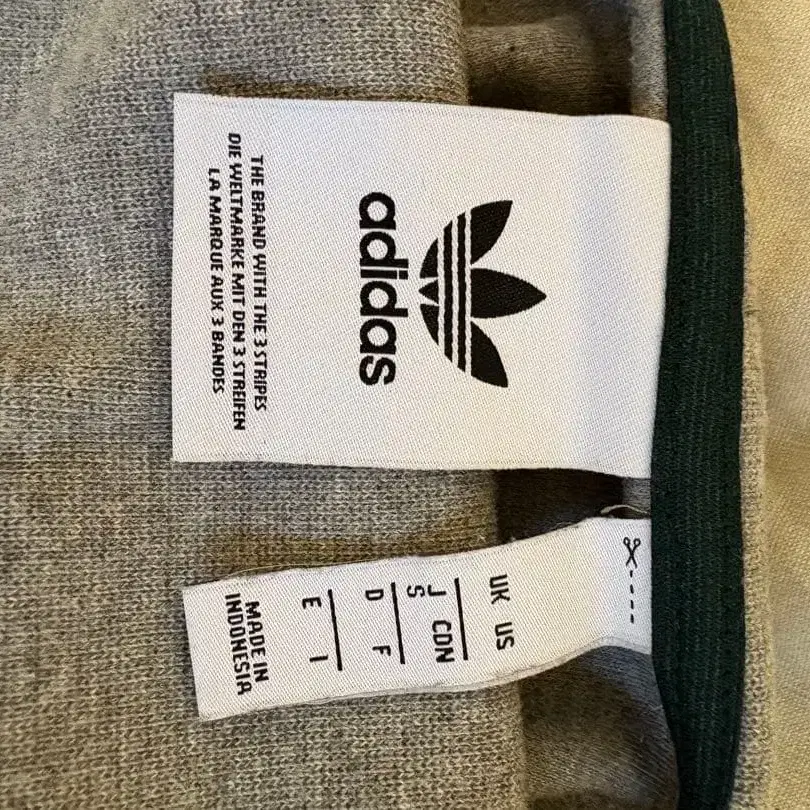 adidas
THE BRAND WITH THE 3 STRIPES
DIE WELTMARKE MIT DEN 3 STREIFEN
LA MARQUE AUX 3 BANDES
UK US
J CDN
S
D F
E I
MADE IN
INDONESIA